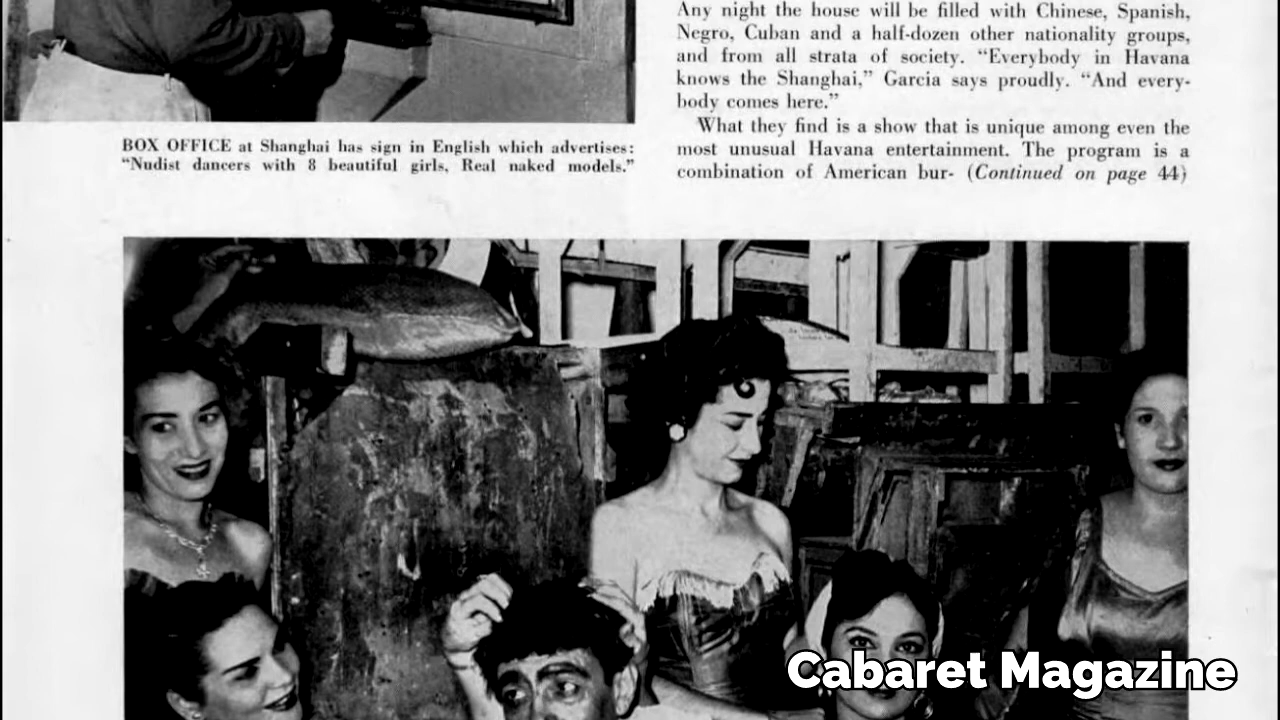 Any night the house will be filled with Chinese, Spanish,
Negro, Cuban and a half-dozen other nationality groups,
and from all strata of society. “Everybody in Havana
knows the Shanghai,” Garcia says proudly. “And every-
body comes here.”
What they find is a show that is unique among even the
most unusual Havana entertainment. The program is a
combination of American bur- (Continued on page 44)
BOX OFFICE at Shanghai has sign in English which advertises:
“Nudist dancers with 8 beautiful girls, Real naked models.”
Cabaret Magazine